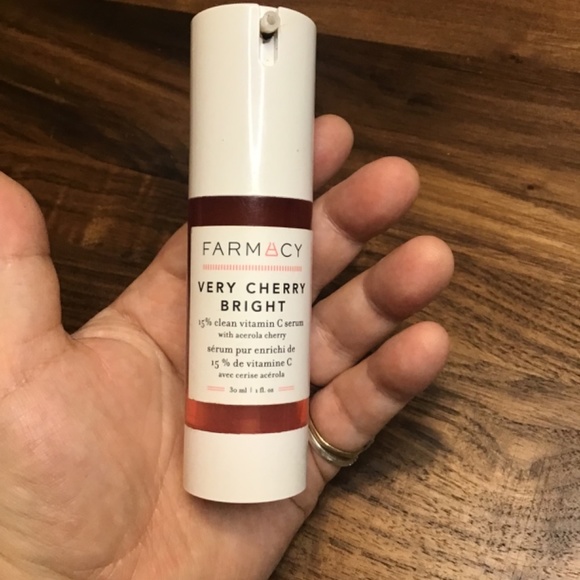 FARMACY
VERY CHERRY
BRIGHT
15% clean vitamin C serum
with acerola cherry
sérum pur enrichi de
15 % de vitamine C
avec cerise acérola
30 ml | 1 fl. oz